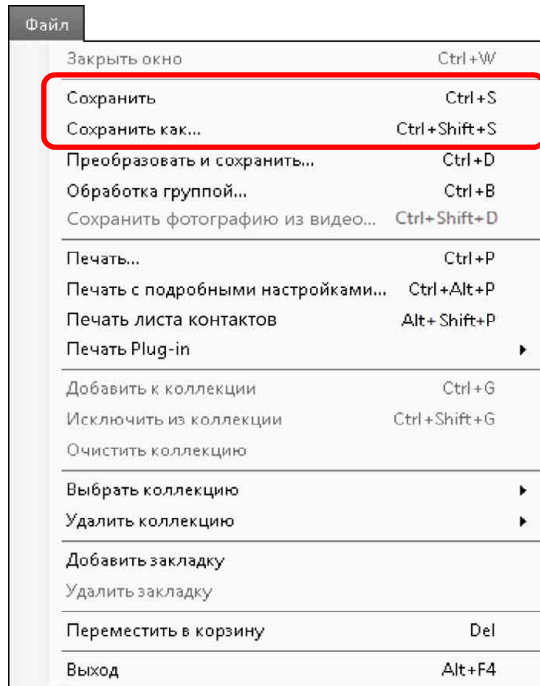 Файл
Закрыть окно Ctrl+W
Сохранить Ctrl+S
Сохранить как... Ctrl+Shift+S
Преобразовать и сохранить... Ctrl+D
Обработка группой... Ctrl+B
Сохранить фотографию из видео... Ctrl+Shift+D
Печать... Ctrl+P
Печать с подробными настройками... Ctrl+Alt+P
Печать листа контактов Alt+Shift+P
Печать Plug-in
Добавить к коллекции Ctrl+G
Исключить из коллекции Ctrl+Shift+G
Очистить коллекцию
Выбрать коллекцию
Удалить коллекцию
Добавить закладку
Удалить закладку
Переместить в корзину Del
Выход Alt+F4